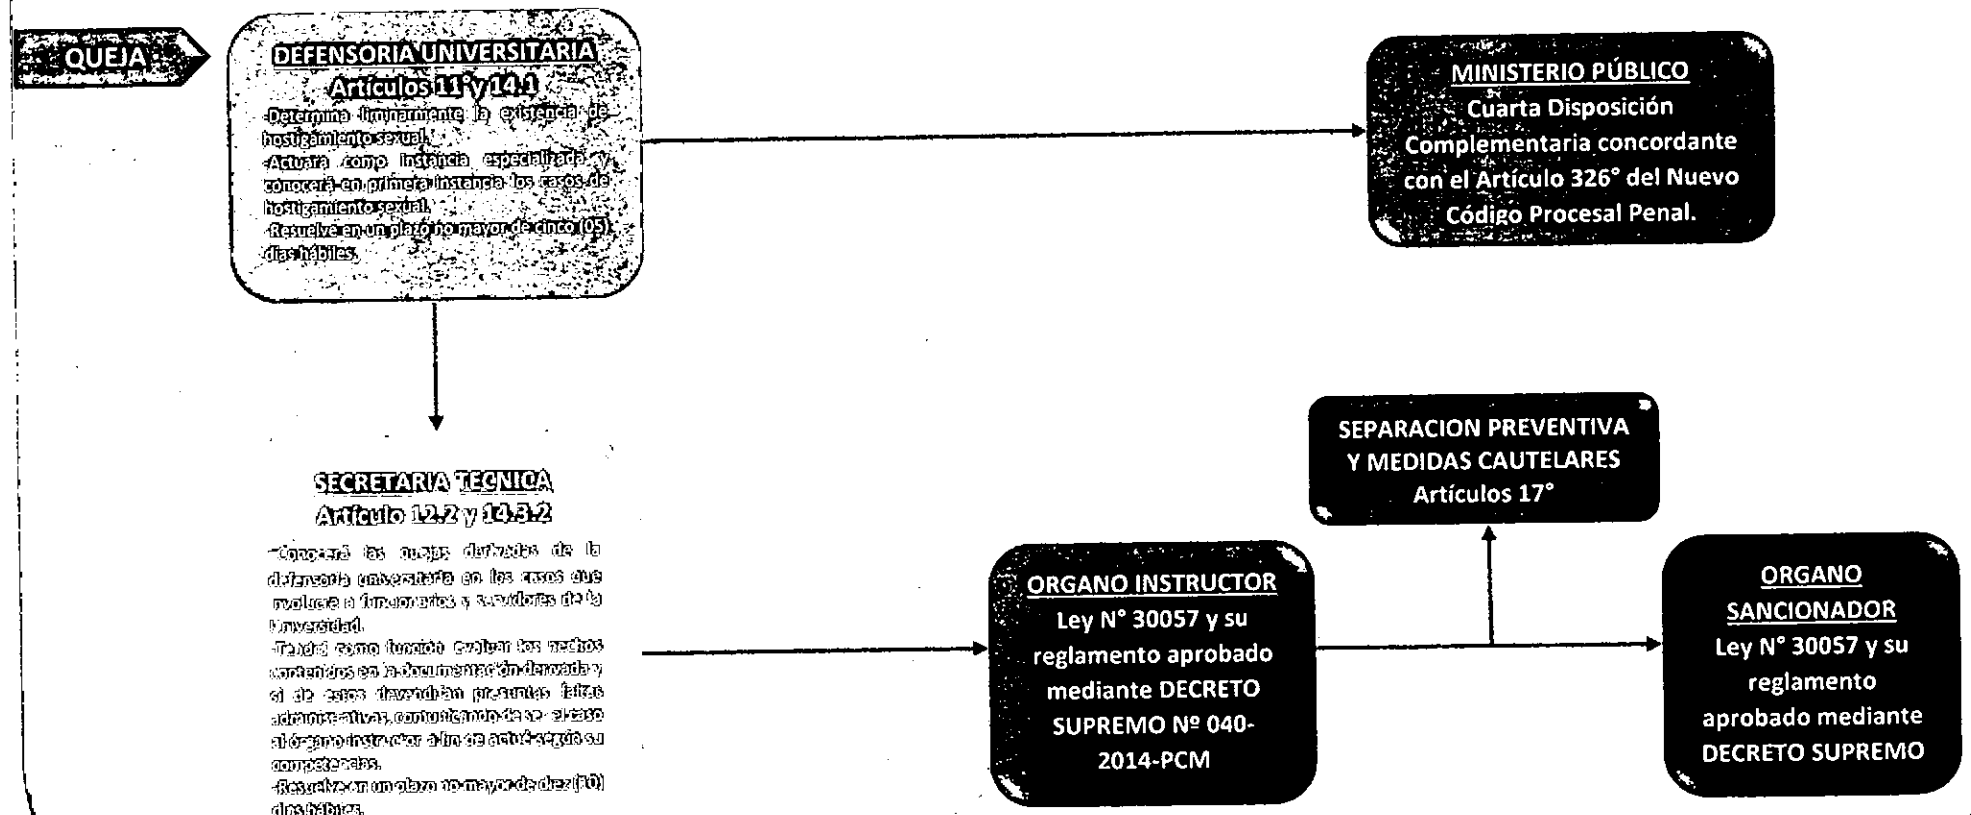 QUEJA
DEFENSORIA UNIVERSITARIA
Artículos 11° y 14.1
-Determina liminarmente la existencia de
hostigamiento sexual.
-Actuara como instancia especializada y
conocerá en primera instancia los casos de
hostigamiento sexual.
-Resuelve en un plazo no mayor de cinco (05)
días hábiles.
MINISTERIO PÚBLICO
Cuarta Disposición
Complementaria concordante
con el Artículo 326° del Nuevo
Código Procesal Penal.
SECRETARIA TECNICA
Artículo 12.2 y 14.3.2
-Conocerá las quejas derivadas de la
defensoría universitaria en los casos que
involucre a funcionarios y servidores de la
Universidad.
-Tendrá como función evaluar los hechos
contenidos en la documentación derivada y
si de estos devendrían presuntas faltas
administrativas, comunicando de ser el caso
al órgano instructor a fin de actué según su
competencias.
-Resuelve en un plazo no mayor de diez (10)
días hábiles.
SEPARACION PREVENTIVA
Y MEDIDAS CAUTELARES
Artículos 17°
ORGANO INSTRUCTOR
Ley N° 30057 y su
reglamento aprobado
mediante DECRETO
SUPREMO Nº 040-
2014-PCM
ORGANO
SANCIONADOR
Ley N° 30057 y su
reglamento
aprobado mediante
DECRETO SUPREMO